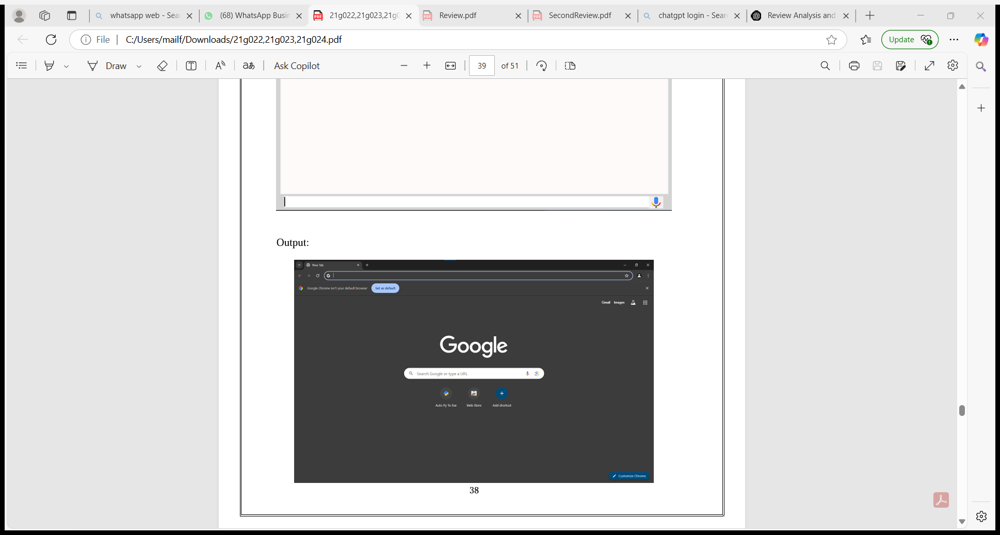 whatsapp web - Sear
(68) WhatsApp Busin
21g022,21g023,21g0
Review.pdf
SecondReview.pdf
chatgpt login - Sear
Review Analysis and
File
C:/Users/mailf/Downloads/21g022,21g023,21g024.pdf
Update
Draw
Ask Copilot
39
of 51
Output:
New Tab
Google Chrome isn't your default browser
Set as default
Gmail Images
Google
Search Google or type a URL
Auto Py To Exe
Web Store
Add shortcut
Customize Chrome
38